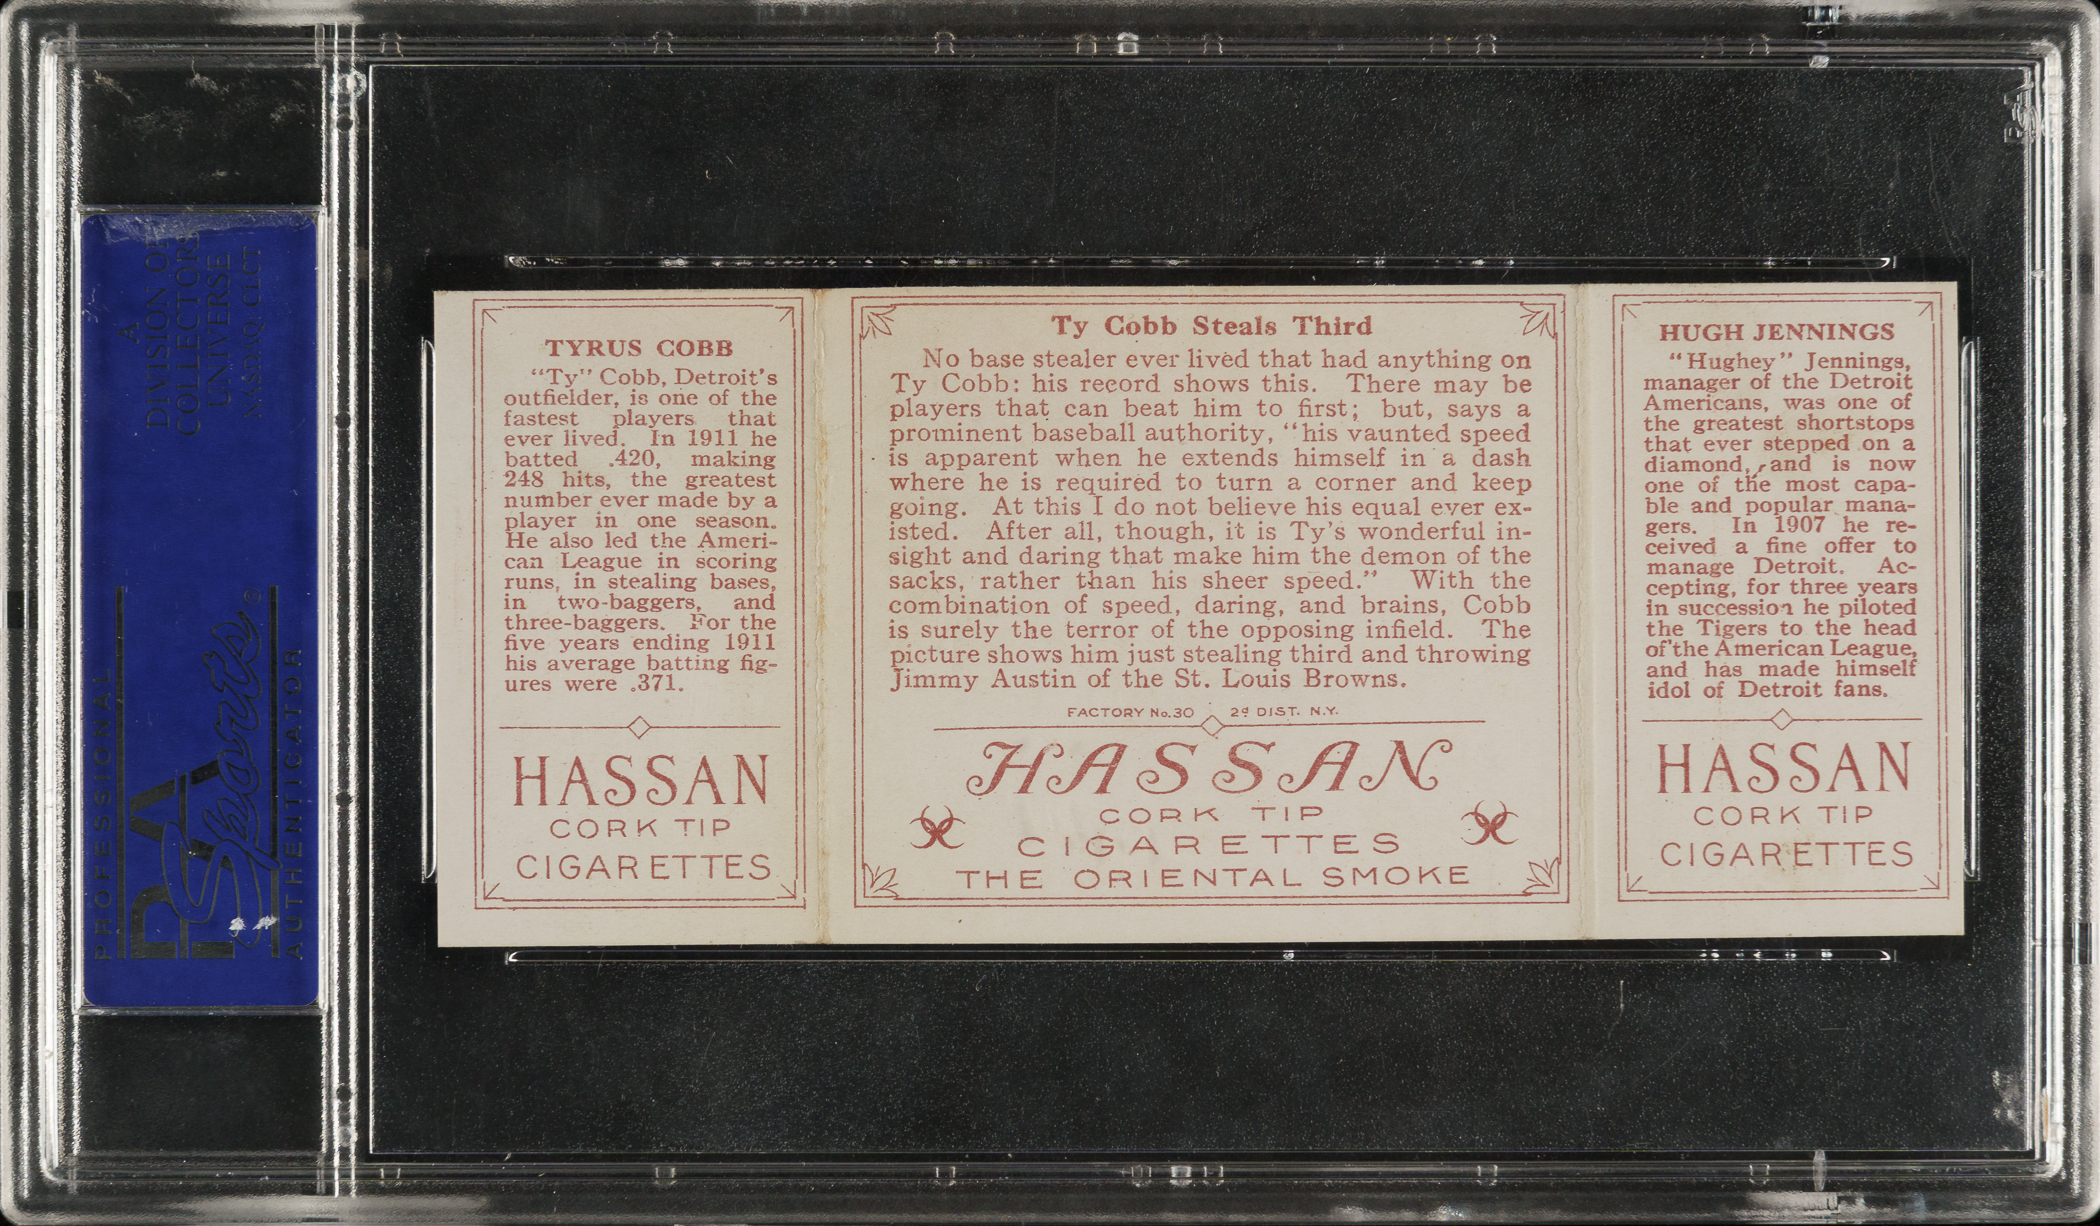 A
DIVISION OF
COLLECTORS
UNIVERSE
NASDAQ: CLCT
PROFESSIONAL
PSA
Sports
AUTHENTICATOR
©
TYRUS COBB
"Ty" Cobb, Detroit's
outfielder, is one of the
fastest players that
ever lived. In 1911 he
batted .420, making
248 hits, the greatest
number ever made by a
player in one season.
He also led the Ameri-
can League in scoring
runs, in stealing bases,
in two-baggers, and
three-baggers. For the
five years ending 1911
his average batting fig-
ures were .371.
HASSAN
CORK TIP
CIGARETTES
Ty Cobb Steals Third
No base stealer ever lived that had anything on
Ty Cobb: his record shows this. There may be
players that can beat him to first; but, says a
prominent baseball authority, "his vaunted speed
is apparent when he extends himself in a dash
where he is required to turn a corner and keep
going. At this I do not believe his equal ever ex-
isted. After all, though, it is Ty's wonderful in-
sight and daring that make him the demon of the
sacks, rather than his sheer speed." With the
combination of speed, daring, and brains, Cobb
is surely the terror of the opposing infield. The
picture shows him just stealing third and throwing
Jimmy Austin of the St. Louis Browns.
FACTORY No.30 2d DIST. N.Y.
HASSAN
CORK TIP
CIGARETTES
THE ORIENTAL SMOKE
HUGH JENNINGS
"Hughey" Jennings,
manager of the Detroit
Americans, was one of
the greatest shortstops
that ever stepped on a
diamond, and is now
one of the most capa-
ble and popular mana-
gers. In 1907 he re-
ceived a fine offer to
manage Detroit. Ac-
cepting, for three years
in succession he piloted
the Tigers to the head
of the American League,
and has made himself
idol of Detroit fans.
HASSAN
CORK TIP
CIGARETTES
PSA